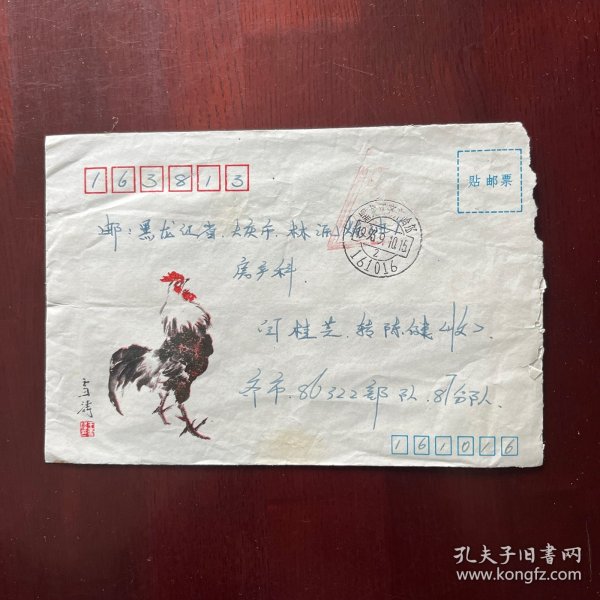 163813
贴邮票
邮:黑龙江省.大庆市.林
161016
房产科
闫桂芝.转陈健<收>.
齐市.86322部队.87分队.
161016
孔夫子旧书网
www.kongfz.com